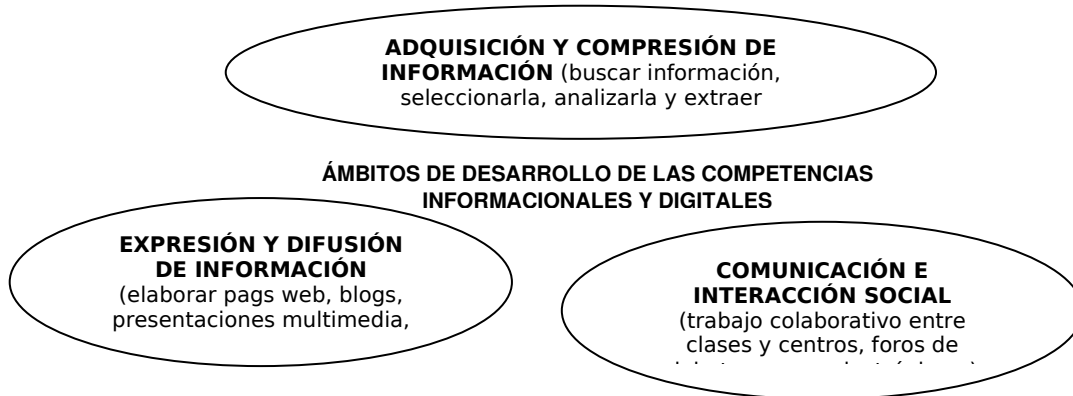 ADQUISICIÓN Y COMPRESIÓN DE
INFORMACIÓN (buscar información,
seleccionarla, analizarla y extraer
ÁMBITOS DE DESARROLLO DE LAS COMPETENCIAS
INFORMACIONALES Y DIGITALES
EXPRESIÓN Y DIFUSIÓN
DE INFORMACIÓN
(elaborar pags web, blogs,
presentaciones multimedia,
COMUNICACIÓN E
INTERACCIÓN SOCIAL
(trabajo colaborativo entre
clases y centros, foros de